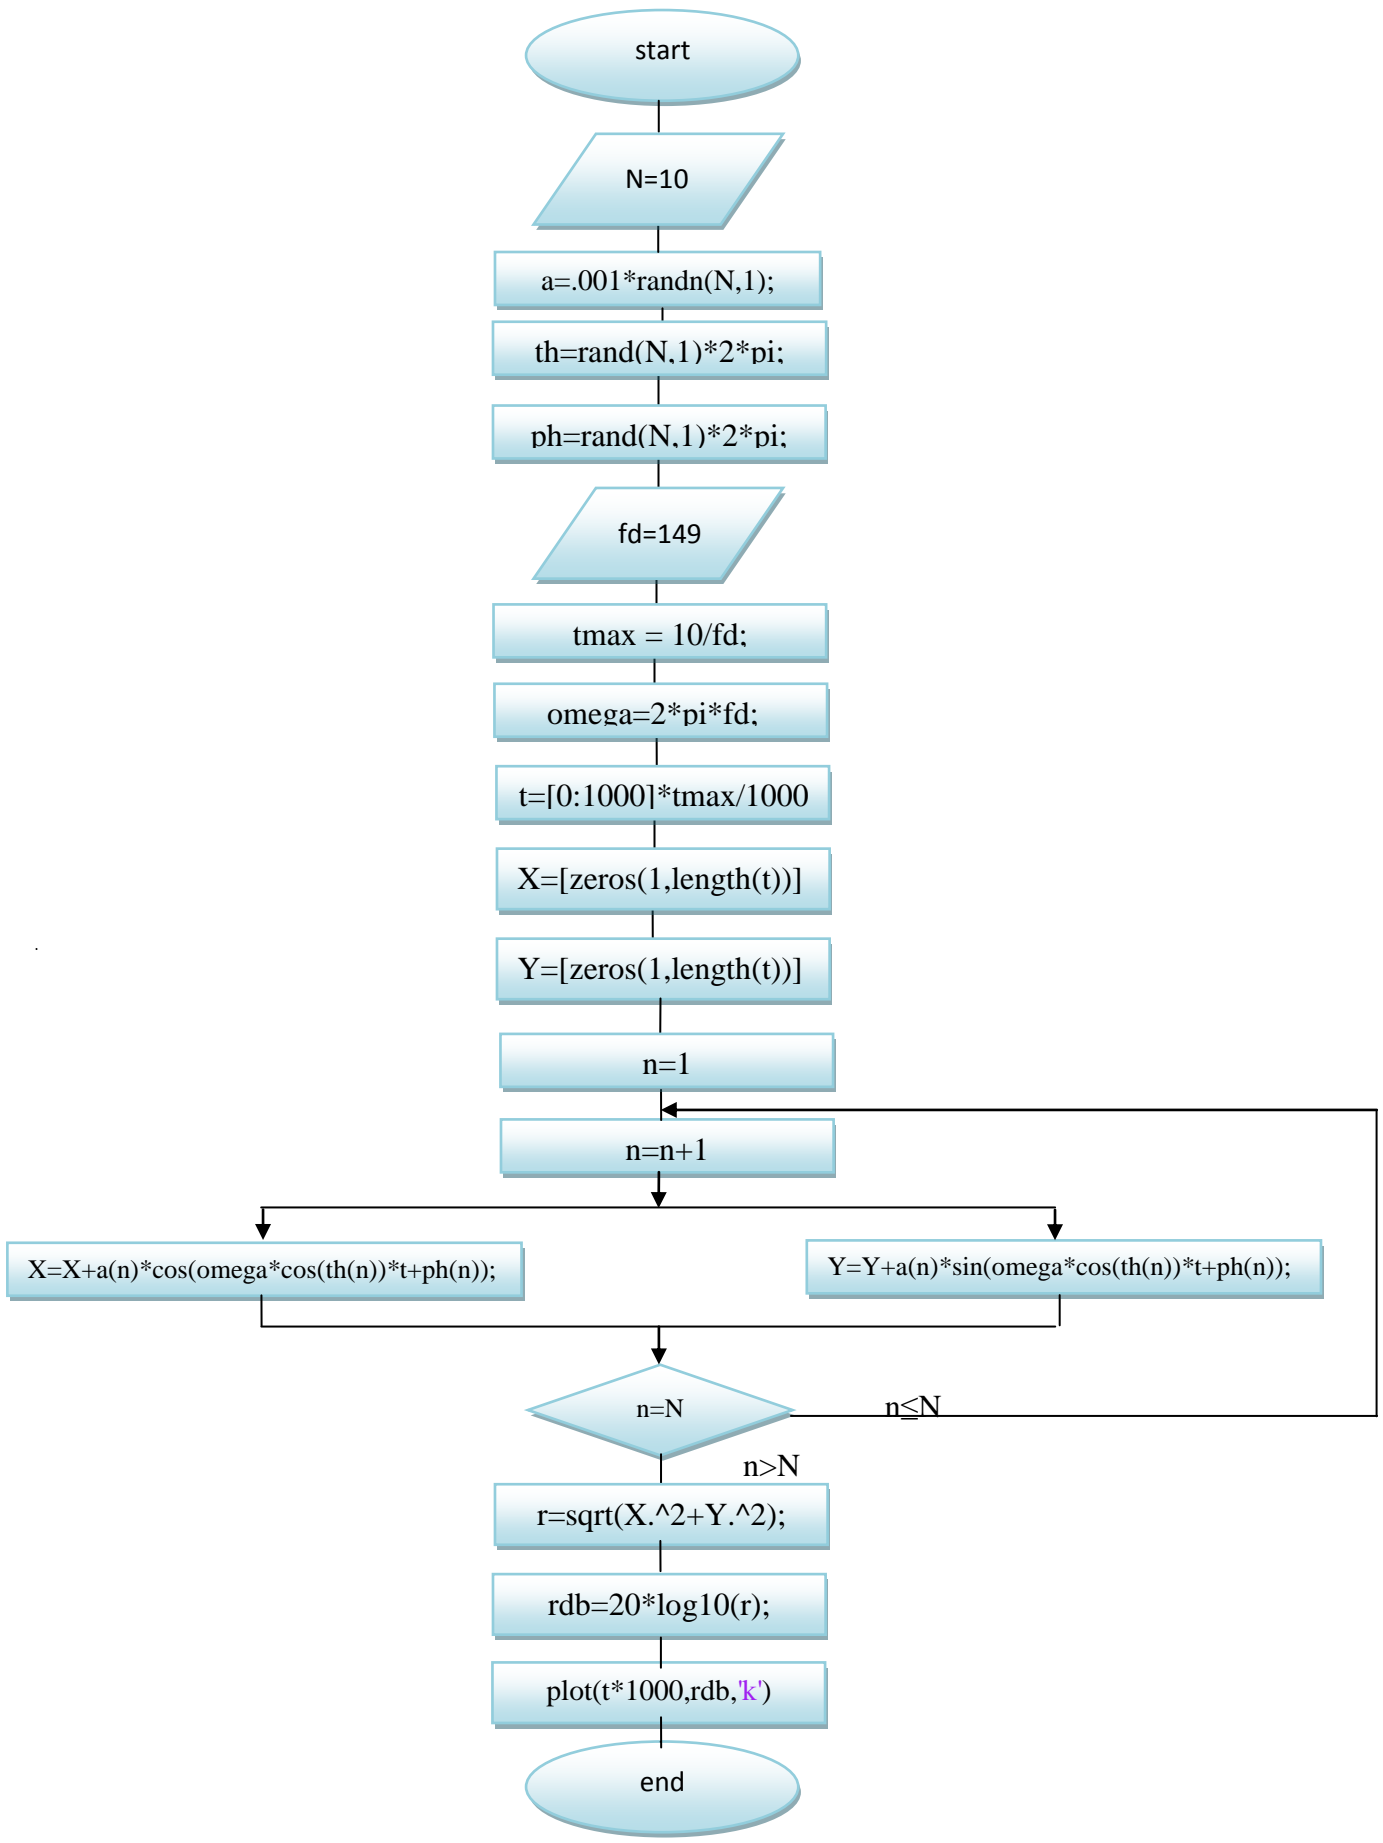 start
N=10
a=.001*randn(N,1);
th=rand(N,1)*2*pi;
ph=rand(N,1)*2*pi;
fd=149
tmax = 10/fd;
omega=2*pi*fd;
t=[0:1000]*tmax/1000
X=[zeros(1,length(t))]
.
Y=[zeros(1,length(t))]
n=1
n=n+1
X=X+a(n)*cos(omega*cos(th(n))*t+ph(n));
Y=Y+a(n)*sin(omega*cos(th(n))*t+ph(n));
n=N
n≤N
n>N
r=sqrt(X.^2+Y.^2);
rdb=20*log10(r);
plot(t*1000,rdb,'k')
end